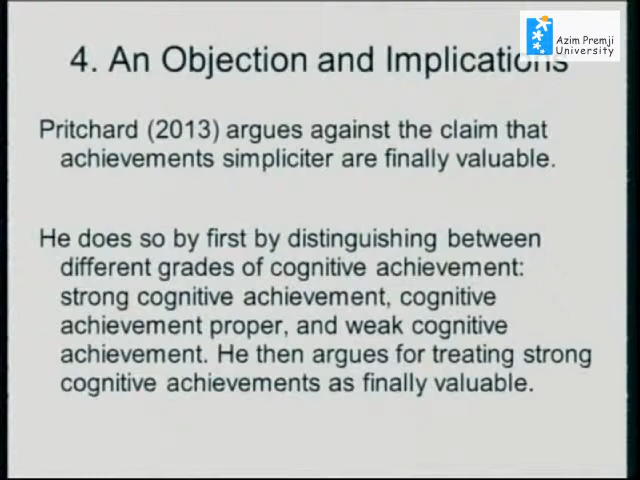 Azim Premji
University
4. An Objection and Implications
Pritchard (2013) argues against the claim that
achievements simpliciter are finally valuable.
He does so by first by distinguishing between
different grades of cognitive achievement:
strong cognitive achievement, cognitive
achievement proper, and weak cognitive
achievement. He then argues for treating strong
cognitive achievements as finally valuable.